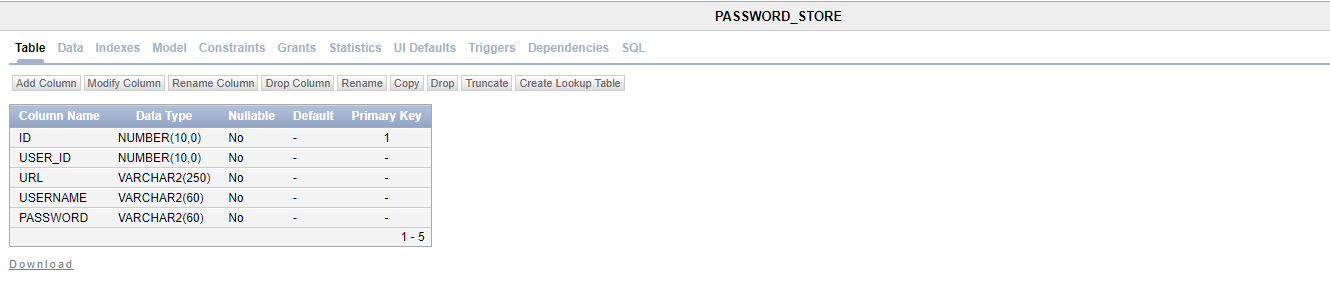 PASSWORD_STORE
Table Data Indexes Model Constraints Grants Statistics UI Defaults Triggers Dependencies SQL
Add Column Modify Column Rename Column Drop Column Rename Copy Drop Truncate Create Lookup Table
Column Name Data Type Nullable Default Primary Key
ID NUMBER(10,0) No - 1
USER_ID NUMBER(10,0) No - -
URL VARCHAR2(250) No - -
USERNAME VARCHAR2(60) No - -
PASSWORD VARCHAR2(60) No - -
1 - 5
Download